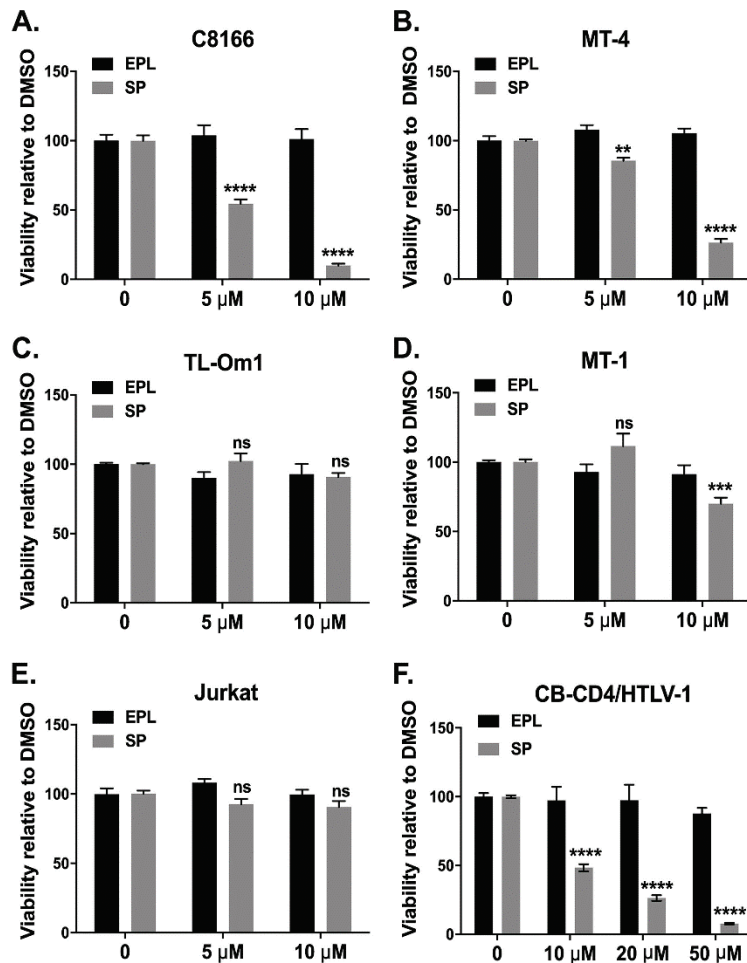 A.
C8166
Viability relative to DMSO
150
100
50
0
EPL
SP
****
****
0 5 µM 10 µM
B.
MT-4
Viability relative to DMSO
150
100
50
0
EPL
SP
**
****
0 5 µM 10 µM
C.
TL-Om1
Viability relative to DMSO
150
100
50
0
EPL
SP
ns
ns
0 5 µM 10 µM
D.
MT-1
Viability relative to DMSO
150
100
50
0
EPL
SP
ns
***
0 5 µM 10 µM
E.
Jurkat
Viability relative to DMSO
150
100
50
0
EPL
SP
ns
ns
0 5 µM 10 µM
F.
CB-CD4/HTLV-1
Viability relative to DMSO
150
100
50
0
EPL
SP
****
****
****
0 10 µM 20 µM 50 µM